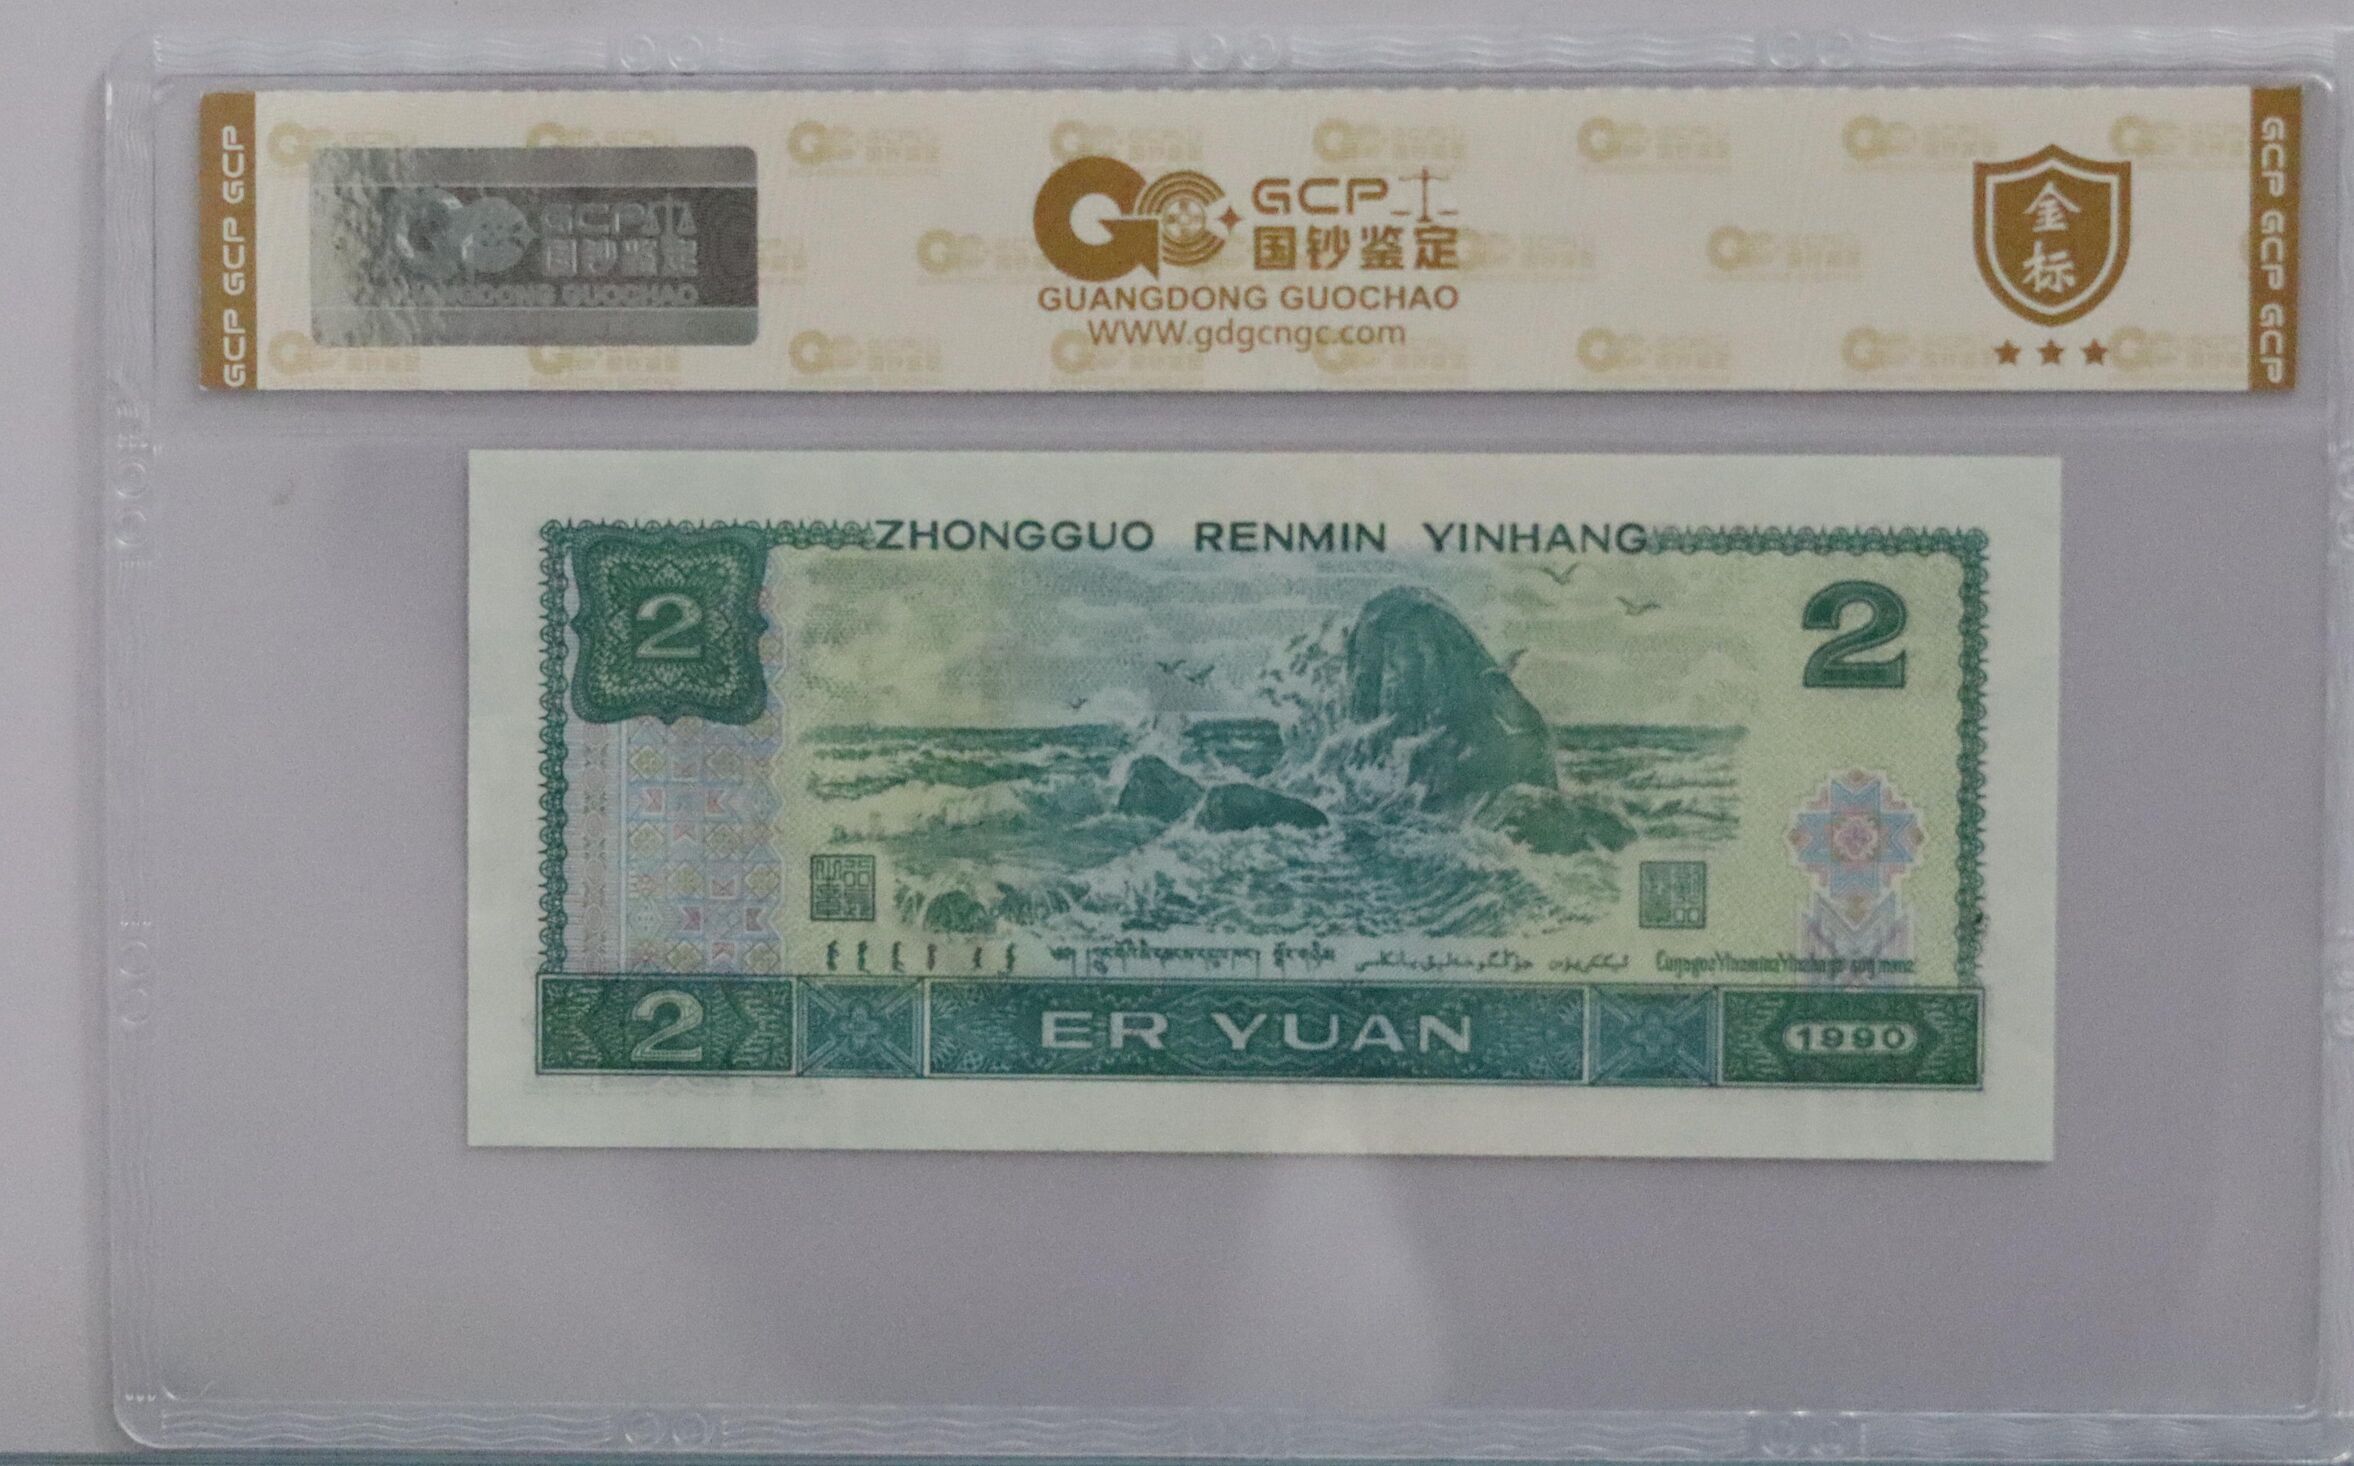 GCP GCP GCP
GCP
国钞鉴定
GUANGDONG GUOCHAO
GCP
国钞鉴定
GUANGDONG GUOCHAO
WWW.gdgcngc.com
金
标
GCP GCP GCP
ZHONGGUO RENMIN YINHANG
2
2
2
ER YUAN
1990